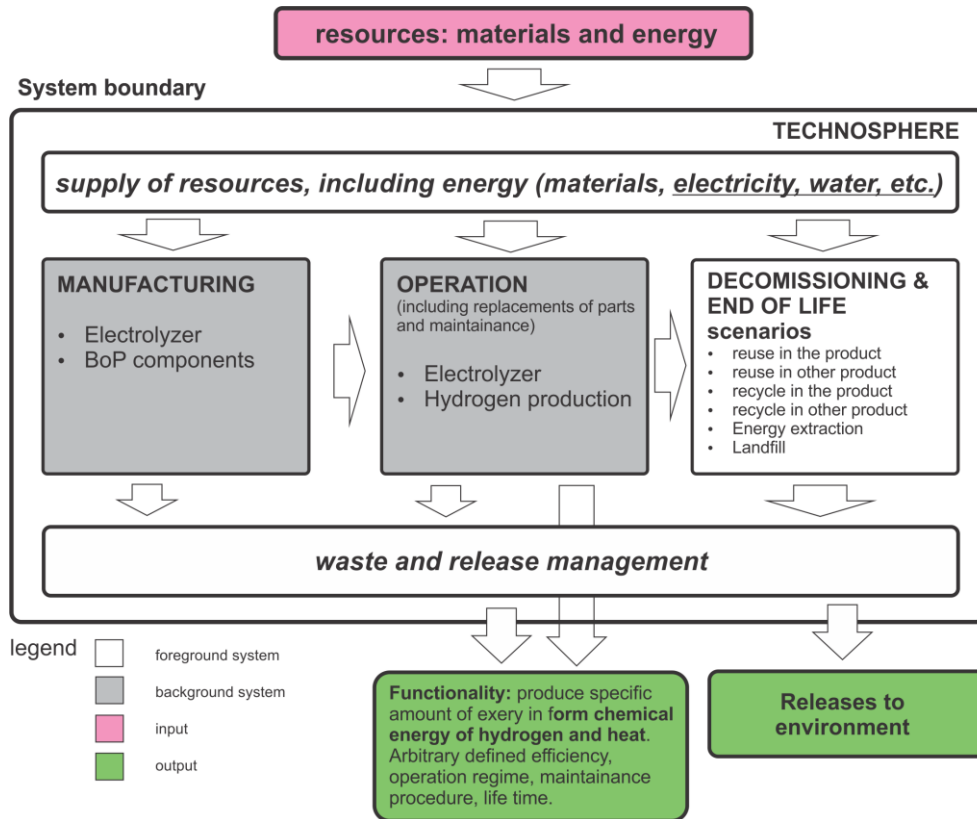 resources: materials and energy
System boundary
TECHNOSPHERE
supply of resources, including energy (materials, electricity, water, etc.)
MANUFACTURING
• Electrolyzer
• BoP components
OPERATION
(including replacements of parts
and maintainance)
• Electrolyzer
• Hydrogen production
DECOMISSIONING &
END OF LIFE
scenarios
• reuse in the product
• reuse in other product
• recycle in the product
• recycle in other product
• Energy extraction
• Landfill
waste and release management
legend
foreground system
background system
input
output
Functionality: produce specific
amount of exery in form chemical
energy of hydrogen and heat.
Arbitrary defined efficiency,
operation regime, maintainance
procedure, life time.
Releases to
environment